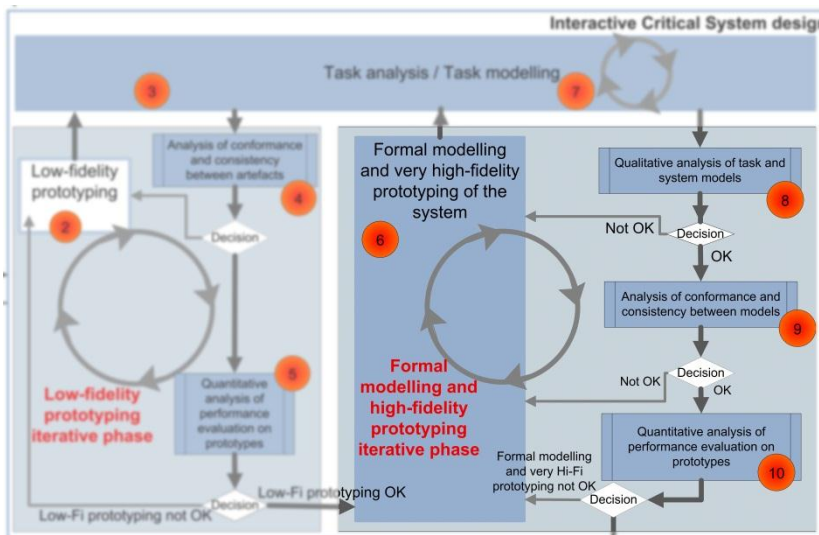 Interactive Critical System design
Task analysis / Task modelling
3
7
Low-fidelity
prototyping
2
Analysis of conformance
and consistency
between artefacts
4
Decision
Low-fidelity
prototyping
iterative phase
5
Quantitative
analysis of
performance
evaluation on
prototypes
Decision
Low-Fi prototyping not OK
Low-Fi prototyping OK
Formal modelling
and very high-fidelity
prototyping of the
system
6
Formal
modelling and
high-fidelity
prototyping
iterative phase
Qualitative analysis of task and
system models
8
Not OK
Decision
OK
Analysis of conformance and
consistency between models
9
Decision
Not OK
OK
Quantitative analysis of
performance evaluation on
prototypes
10
Formal modelling
and very Hi-Fi
prototyping not OK
Decision